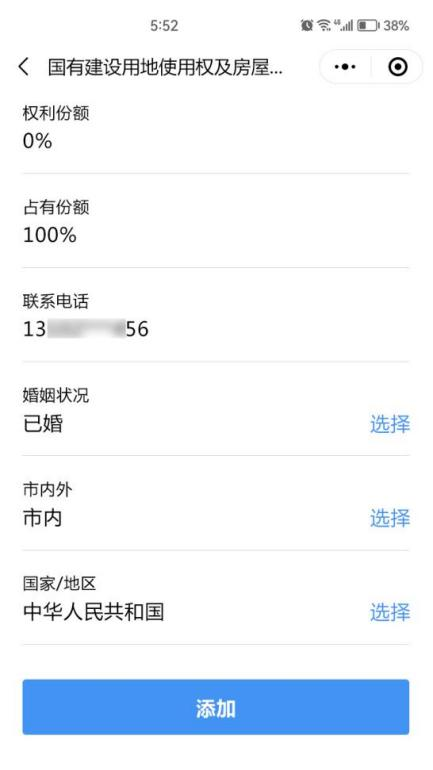 5:52
38%
国有建设用地使用权及房屋...
权利份额
0%
占有份额
100%
联系电话
13 56
婚姻状况
已婚
选择
市内外
市内
选择
国家/地区
中华人民共和国
选择
添加